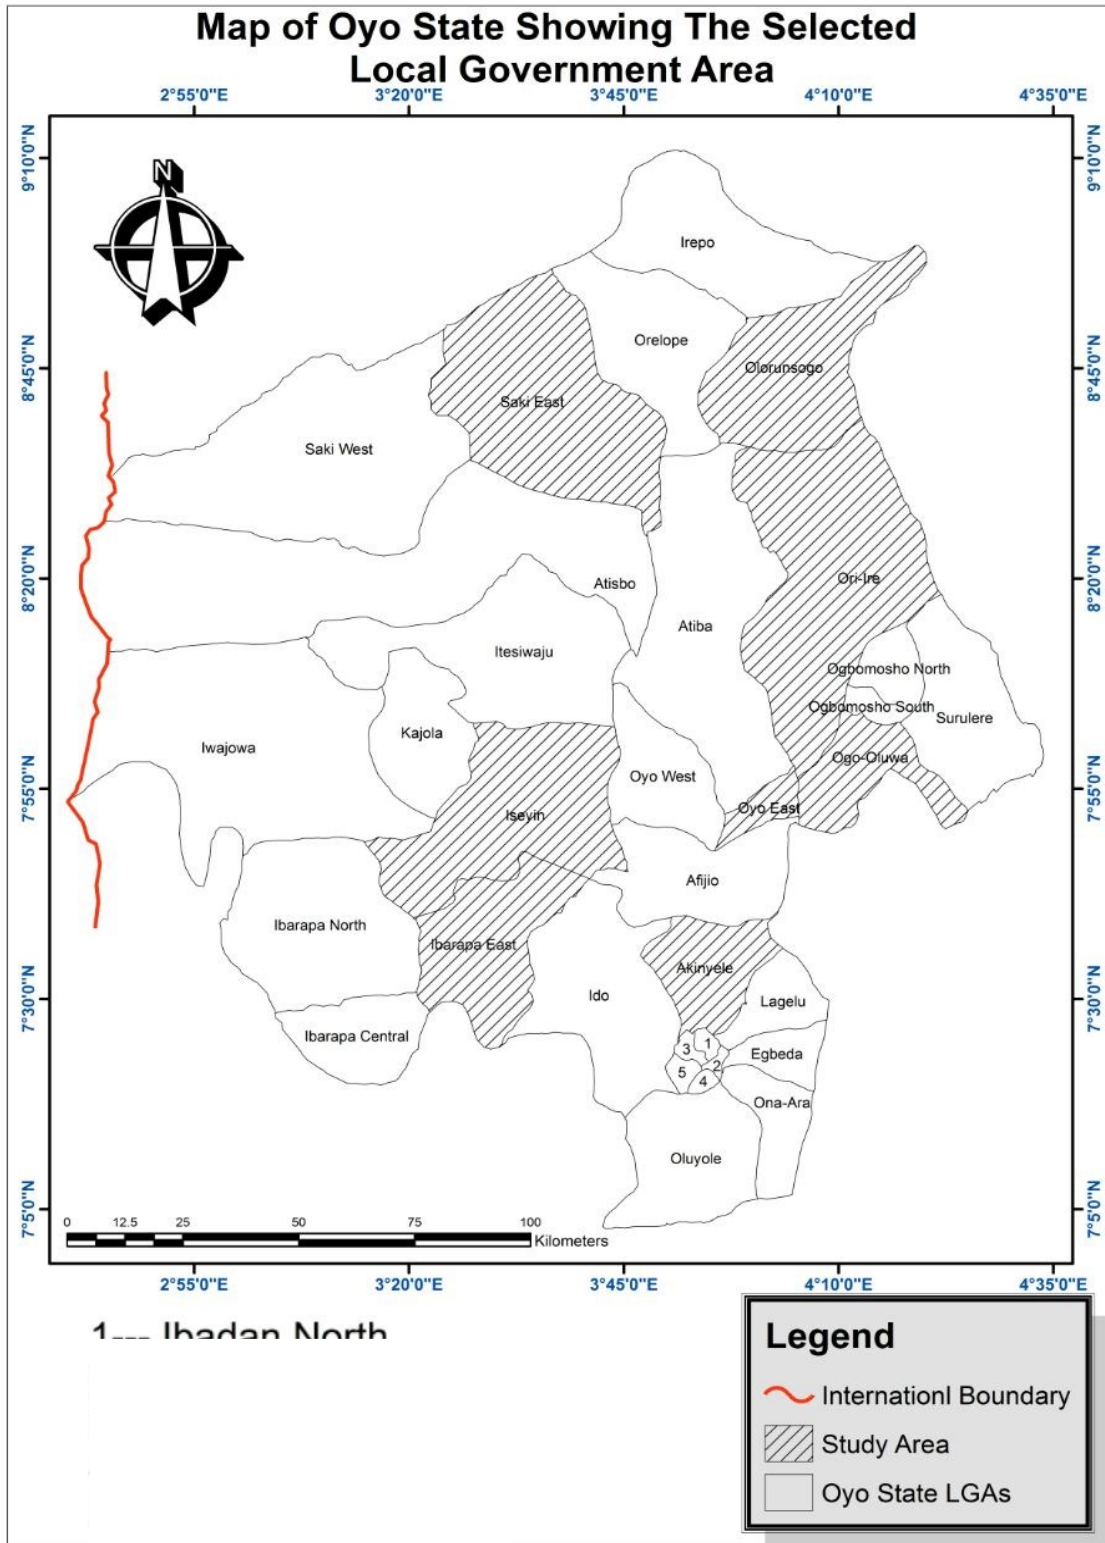 Map of Oyo State Showing The Selected
Local Government Area
2°55'0"E 3°20'0"E 3°45'0"E 4°10'0"E 4°35'0"E
9°10'0"N 9°10'0"N
N
Irepo
Orelope
Olorunsogo
8°45'0"N 8°45'0"N
Saki East
Saki West
8°20'0"N 8°20'0"N
Atisbo
Ori-Ire
Atiba
Itesiwaju
Ogbomosho North
Ogbomosho South
Surulere
Kajola
Iwajowa
Ogo-Oluwa
Oyo West
7°55'0"N 7°55'0"N
Oyo East
Iseyin
Afijio
Ibarapa North
Ibarapa East
Akinyele
Ido
Lagelu
7°30'0"N 7°30'0"N
Ibarapa Central
1
3
Egbeda
2
5
4
Ona-Ara
Oluyole
7°5'0"N 7°5'0"N
0 12.5 25 50 75 100
Kilometers
2°55'0"E 3°20'0"E 3°45'0"E 4°10'0"E 4°35'0"E
1--- Ibadan North
Legend
Internationl Boundary
Study Area
Oyo State LGAs